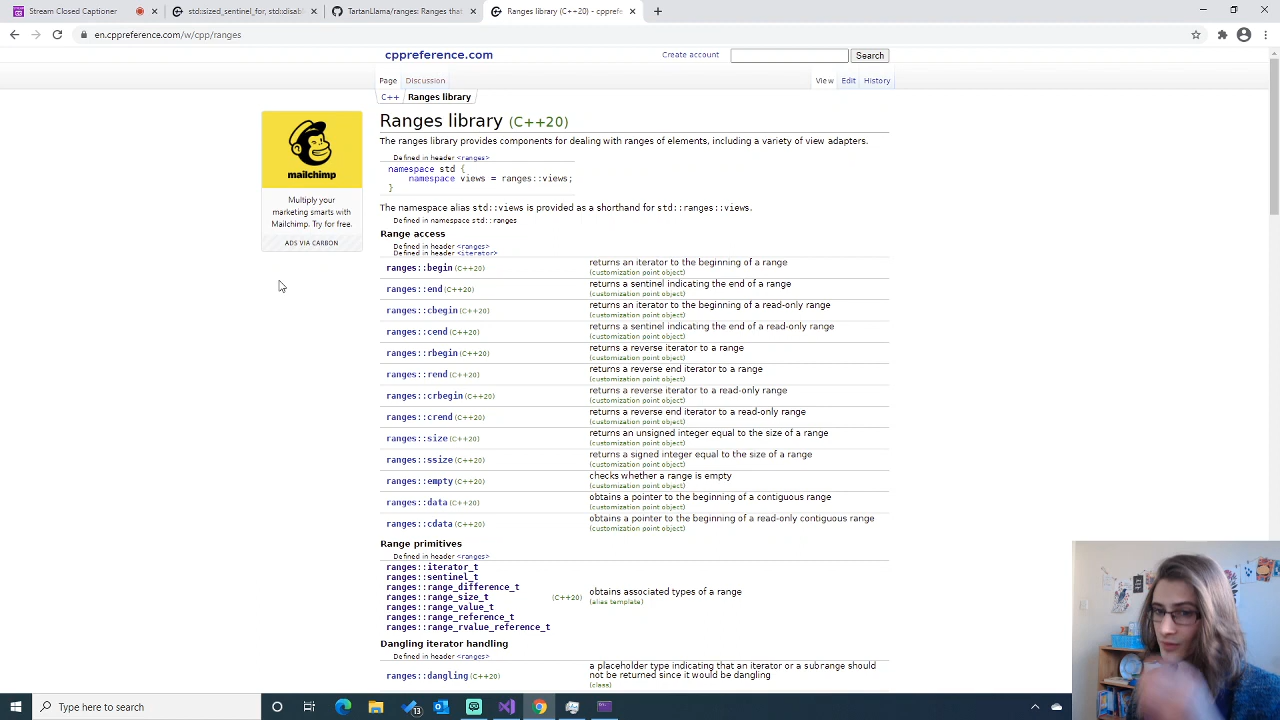 Stream Closed Captioner
std::sized_sentinel_for, std::disabl
TartanLlama/ranges: Ranges that
Ranges library (C++20) - cpprefe
en.cppreference.com/w/cpp/ranges
cppreference.com
Create account
Search
Page
Discussion
View
Edit
History
C++
Ranges library
Ranges library (C++20)
mailchimp
Multiply your
marketing smarts with
Mailchimp. Try for free.
ADS VIA CARBON
The ranges library provides components for dealing with ranges of elements, including a variety of view adapters.
Defined in header <ranges>
namespace std {
namespace views = ranges::views;
}
The namespace alias std::views is provided as a shorthand for std::ranges::views.
Defined in namespace std::ranges
Range access
Defined in header <ranges>
Defined in header <iterator>
ranges::begin (C++20)
returns an iterator to the beginning of a range
(customization point object)
ranges::end (C++20)
returns a sentinel indicating the end of a range
(customization point object)
ranges::cbegin (C++20)
returns an iterator to the beginning of a read-only range
(customization point object)
ranges::cend (C++20)
returns a sentinel indicating the end of a read-only range
(customization point object)
ranges::rbegin (C++20)
returns a reverse iterator to a range
(customization point object)
ranges::rend (C++20)
returns a reverse end iterator to a range
(customization point object)
ranges::crbegin (C++20)
returns a reverse iterator to a read-only range
(customization point object)
ranges::crend (C++20)
returns a reverse end iterator to a read-only range
(customization point object)
ranges::size (C++20)
returns an unsigned integer equal to the size of a range
(customization point object)
ranges::ssize (C++20)
returns a signed integer equal to the size of a range
(customization point object)
ranges::empty (C++20)
checks whether a range is empty
(customization point object)
ranges::data (C++20)
obtains a pointer to the beginning of a contiguous range
(customization point object)
ranges::cdata (C++20)
obtains a pointer to the beginning of a read-only contiguous range
(customization point object)
Range primitives
Defined in header <ranges>
ranges::iterator_t
ranges::sentinel_t
ranges::range_difference_t
ranges::range_size_t
ranges::range_value_t
ranges::range_reference_t
ranges::range_rvalue_reference_t
(C++20)
obtains associated types of a range
(alias template)
Dangling iterator handling
Defined in header <ranges>
ranges::dangling (C++20)
a placeholder type indicating that an iterator or a subrange should
not be returned since it would be dangling
(class)
Type here to search
13